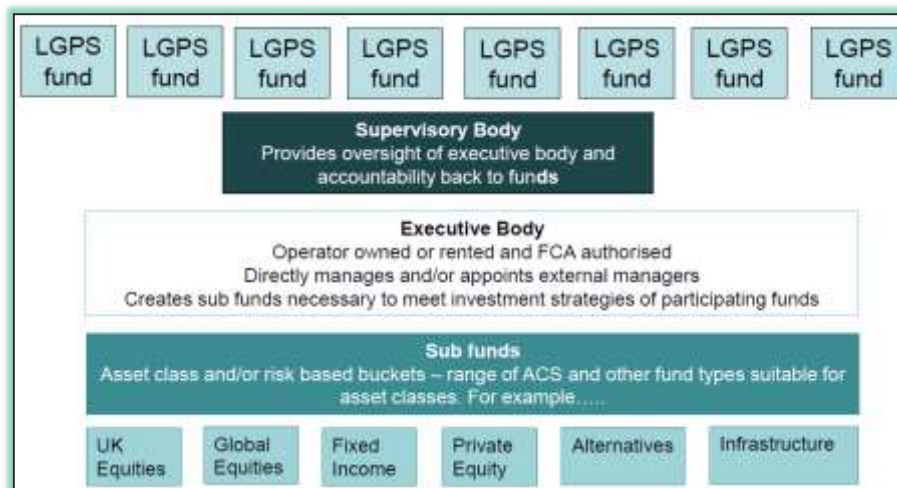 LGPS fund
LGPS fund
LGPS fund
LGPS fund
LGPS fund
LGPS fund
LGPS fund
LGPS fund
Supervisory Body
Provides oversight of executive body and
accountability back to funds
Executive Body
Operator owned or rented and FCA authorised
Directly manages and/or appoints external managers
Creates sub funds necessary to meet investment strategies of participating funds
Sub funds
Asset class and/or risk based buckets – range of ACS and other fund types suitable for
asset classes. For example…..
UK
Equities
Global
Equities
Fixed
Income
Private
Equity
Alternatives
Infrastructure